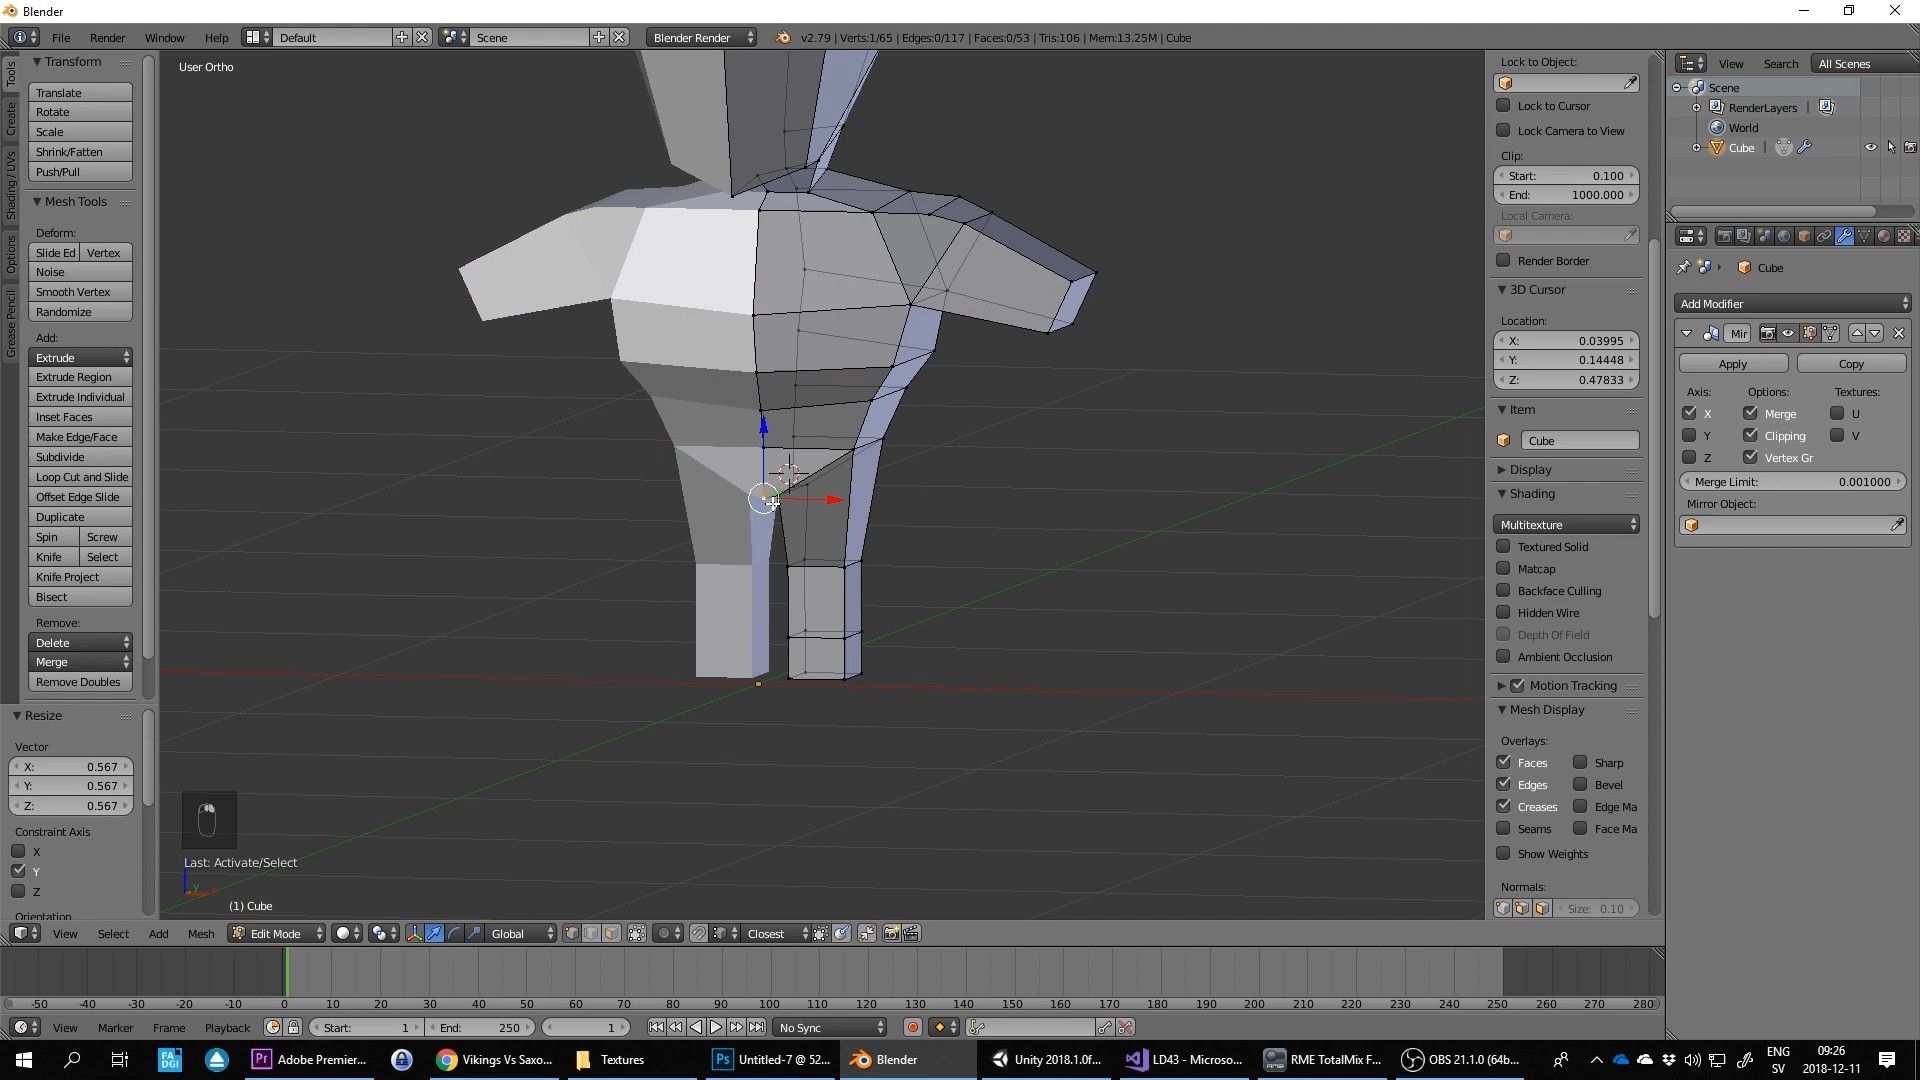 Blender
File Render Window Help Default Scene Blender Render v2.79 | Verts:1/65 | Edges:0/117 | Faces:0/53 | Tris:106 | Mem:13.25M | Cube
Tools
Create
Shading / UVs
Options
Grease Pencil
Transform
Translate
Rotate
Scale
Shrink/Fatten
Push/Pull
Mesh Tools
Deform:
Slide Ed Vertex
Noise
Smooth Vertex
Randomize
Add:
Extrude
Extrude Region
Extrude Individual
Inset Faces
Make Edge/Face
Subdivide
Loop Cut and Slide
Offset Edge Slide
Duplicate
Spin Screw
Knife Select
Knife Project
Bisect
Remove:
Delete
Merge
Remove Doubles
Resize
Vector
X: 0.567
Y: 0.567
Z: 0.567
Constraint Axis
X
Y
Z
Orientation
User Ortho
Last: Activate/Select
y
(1) Cube
Lock to Object:
Lock to Cursor
Lock Camera to View
Clip:
Start: 0.100
End: 1000.000
Local Camera:
Render Border
3D Cursor
Location:
X: 0.03995
Y: 0.14448
Z: 0.47833
Item
Cube
Display
Shading
Multitexture
Textured Solid
Matcap
Backface Culling
Hidden Wire
Depth Of Field
Ambient Occlusion
Motion Tracking
Mesh Display
Overlays:
Faces Sharp
Edges Bevel
Creases Edge Ma
Seams Face Ma
Show Weights
Normals:
Size: 0.10
View Search All Scenes
Scene
RenderLayers
World
Cube
Cube
Add Modifier
Mir
Apply Copy
Axis: Options: Textures:
X Merge U
Y Clipping V
Z Vertex Gr
Merge Limit: 0.001000
Mirror Object:
View Select Add Mesh Edit Mode Global Closest
-50 -40 -30 -20 -10 0 10 20 30 40 50 60 70 80 90 100 110 120 130 140 150 160 170 180 190 200 210 220 230 240 250 260 270 280
View Marker Frame Playback Start: 1 End: 250 1 No Sync
FA DGI Adobe Premier... Vikings Vs Saxo... Textures Untitled-7 @ 52... Blender Unity 2018.1.0f... LD43 - Microso... RME TotalMix F... OBS 21.1.0 (64b...
ENG
SV
09:26
2018-12-11